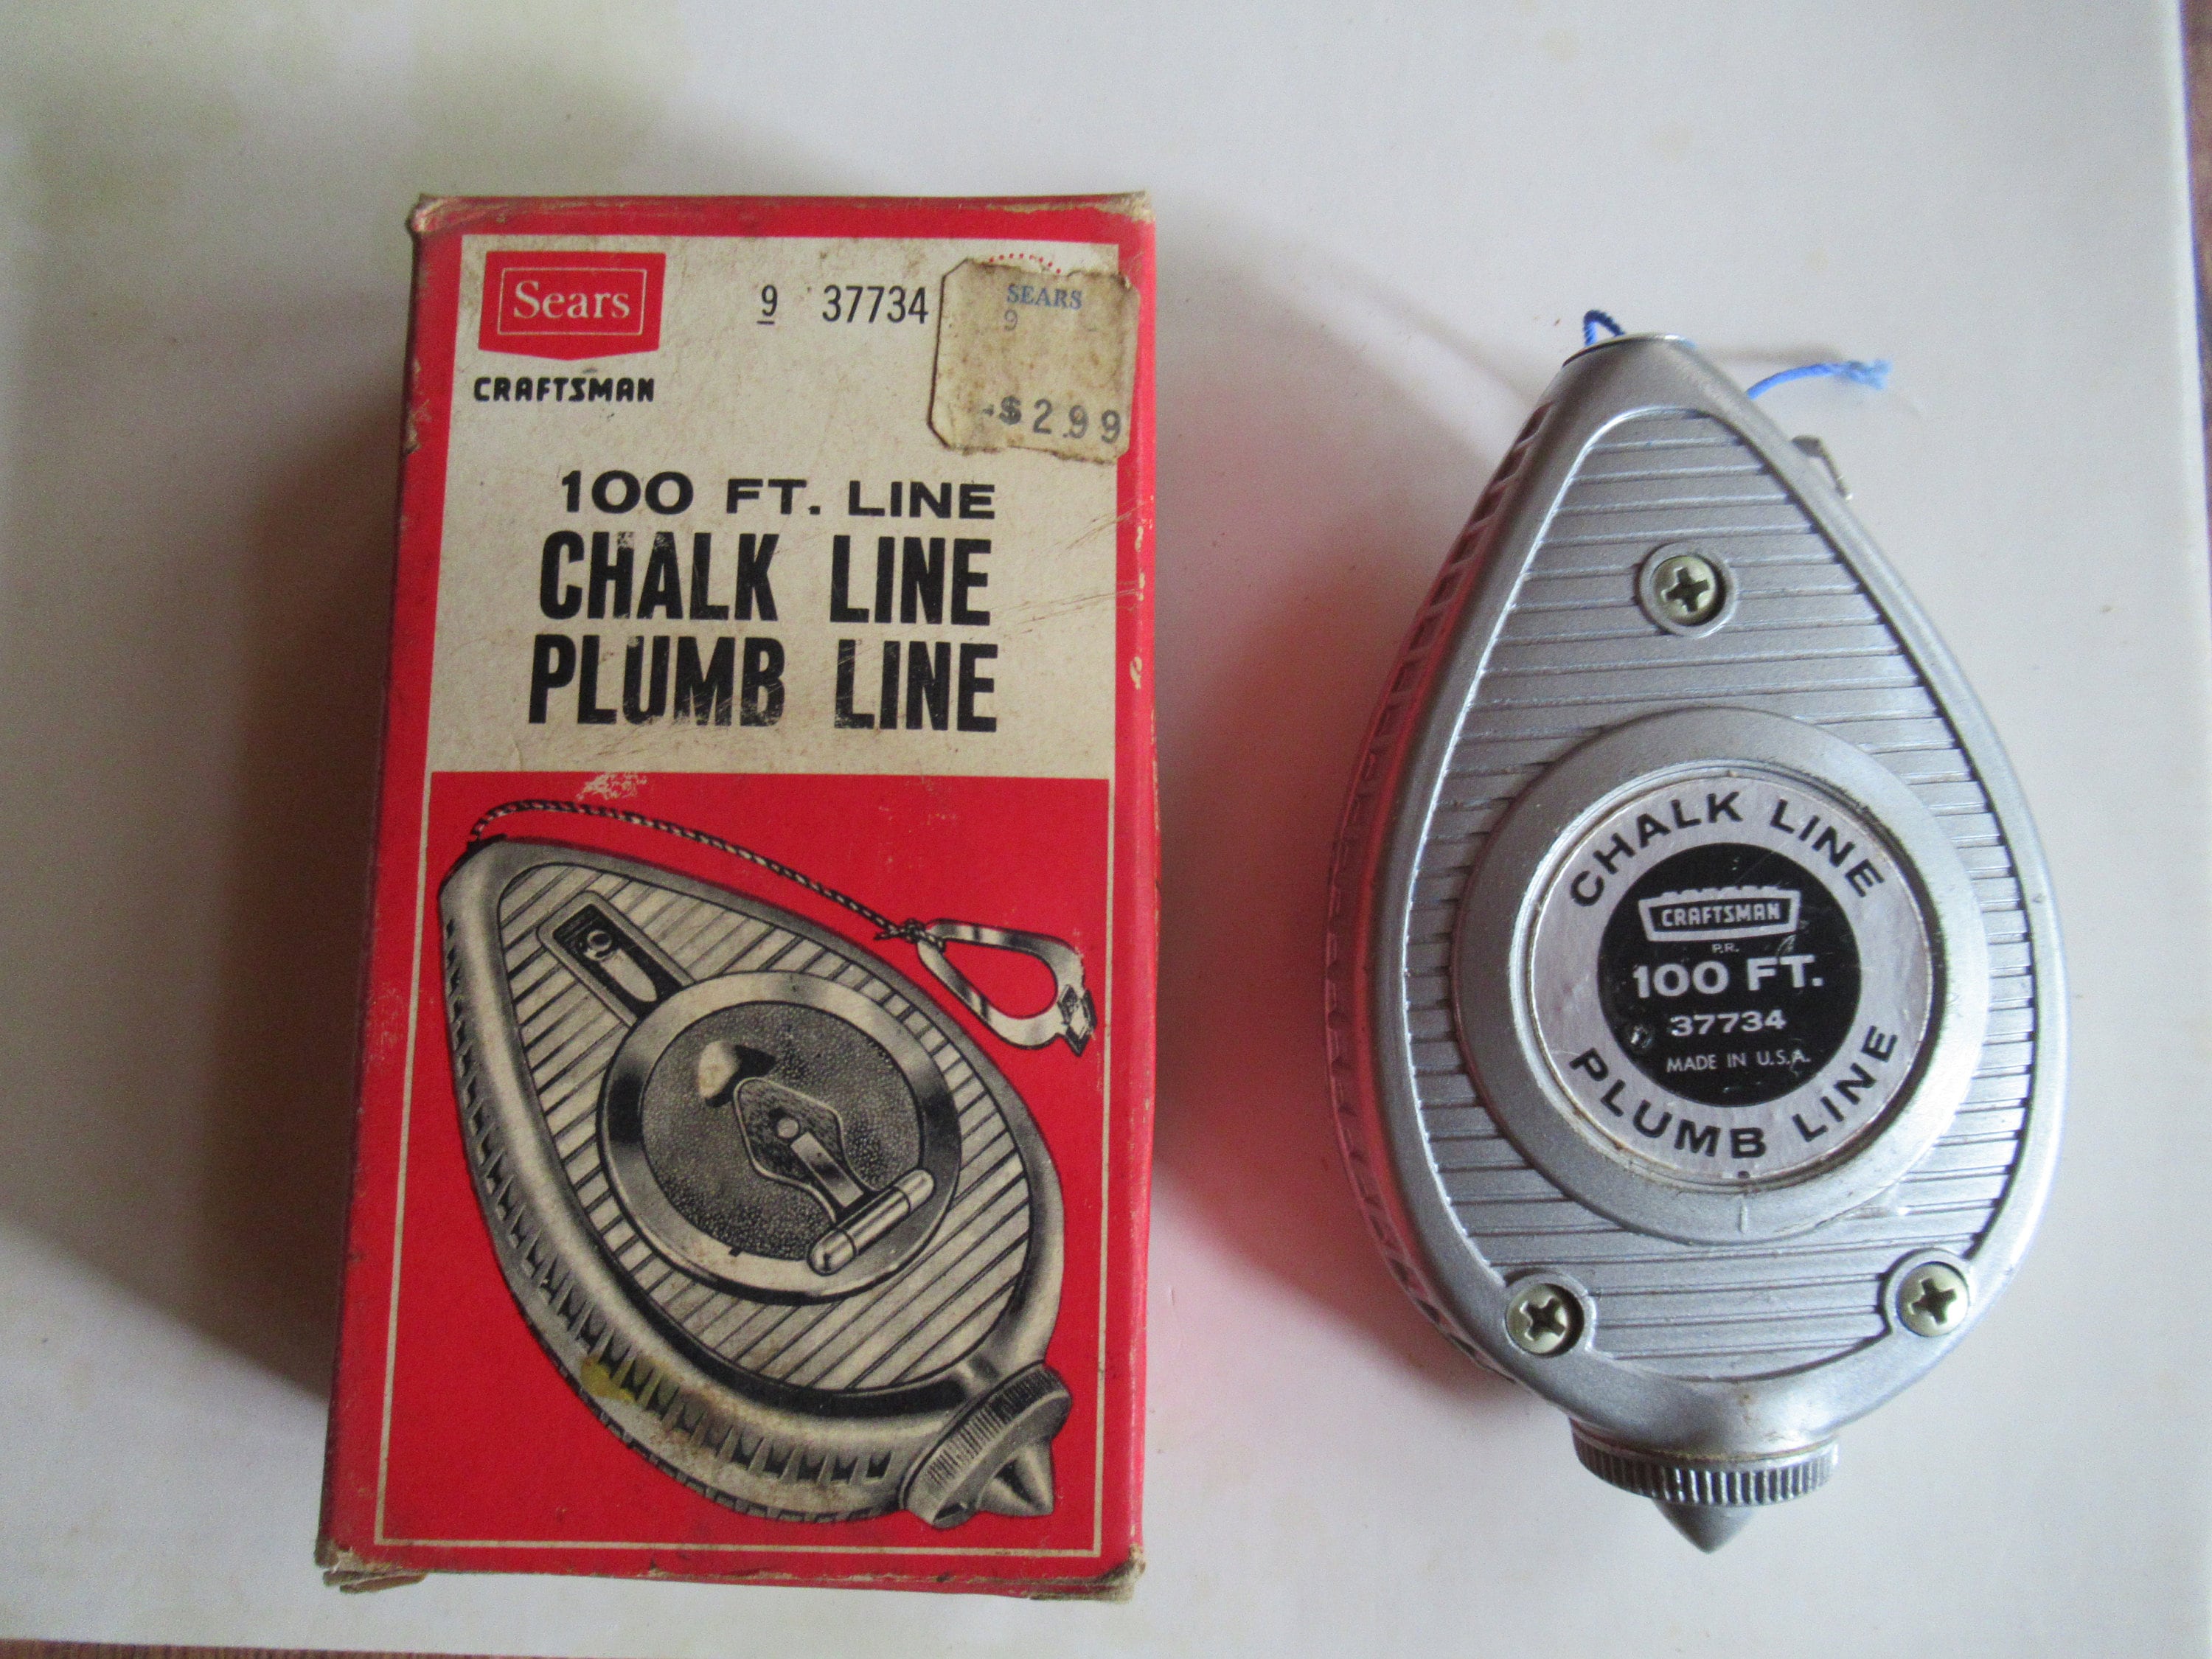 Sears
CRAFTSMAN
9 37734
SEARS
9
$2.99
100 FT. LINE
CHALK LINE
PLUMB LINE
CHALK LINE
CRAFTSMAN
P.R.
100 FT.
37734
MADE IN U.S.A.
PLUMB LINE